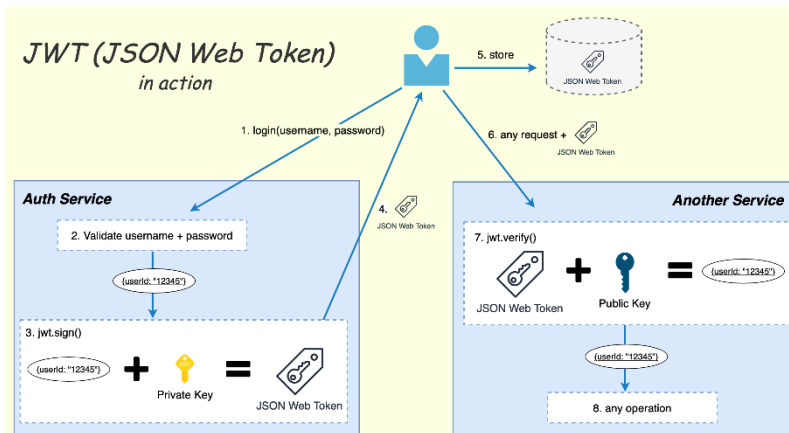 JWT (JSON Web Token)
in action
5. store
JSON Web Token
1. login(username, password)
6. any request +
JSON Web Token
Auth Service
2. Validate username + password
{userId: "12345"}
3. jwt.sign()
{userId: "12345"}
Private Key
JSON Web Token
4.
JSON Web Token
Another Service
7. jwt.verify()
JSON Web Token
Public Key
{userId: "12345"}
{userId: "12345"}
8. any operation